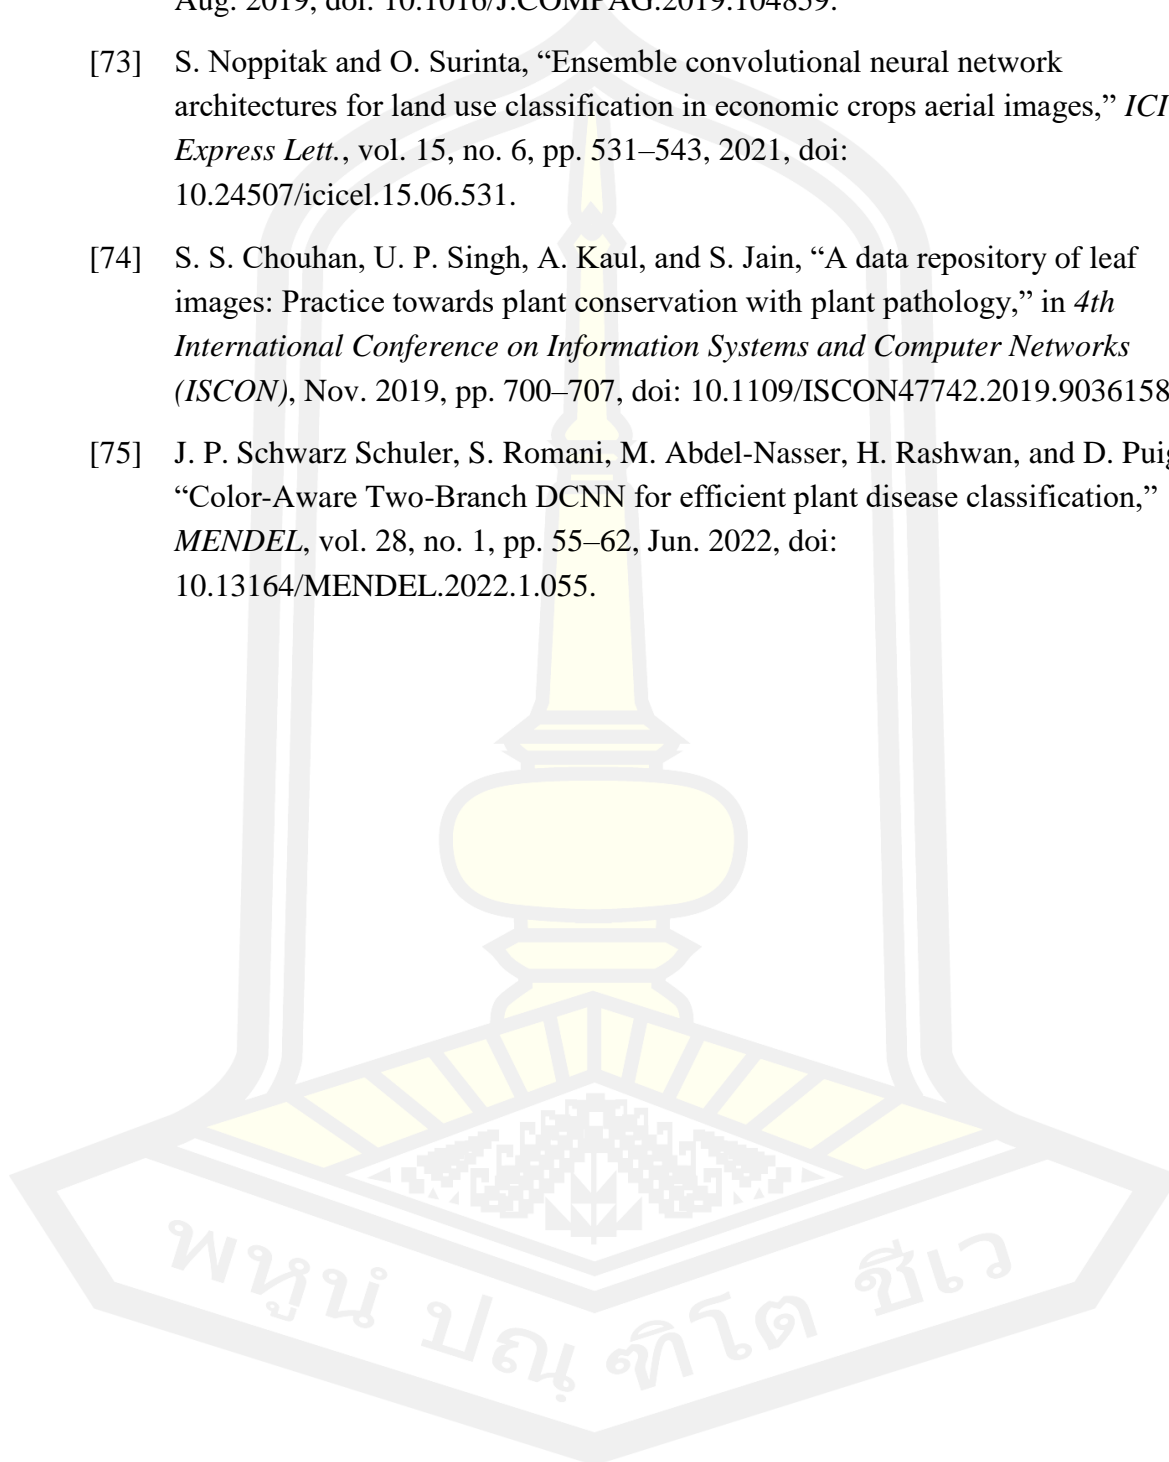 Aug. 2019, doi: 10.1016/J.COMPAG.2019.104859.
[73] S. Noppitak and O. Surinta, “Ensemble convolutional neural network
architectures for land use classification in economic crops aerial images,” ICI
Express Lett., vol. 15, no. 6, pp. 531–543, 2021, doi:
10.24507/icicel.15.06.531.
[74] S. S. Chouhan, U. P. Singh, A. Kaul, and S. Jain, “A data repository of leaf
images: Practice towards plant conservation with plant pathology,” in 4th
International Conference on Information Systems and Computer Networks
(ISCON), Nov. 2019, pp. 700–707, doi: 10.1109/ISCON47742.2019.9036158
[75] J. P. Schwarz Schuler, S. Romani, M. Abdel-Nasser, H. Rashwan, and D. Puig
“Color-Aware Two-Branch DCNN for efficient plant disease classification,”
MENDEL, vol. 28, no. 1, pp. 55–62, Jun. 2022, doi:
10.13164/MENDEL.2022.1.055.
พหูนํ ปณฺฑิโต ชีเว